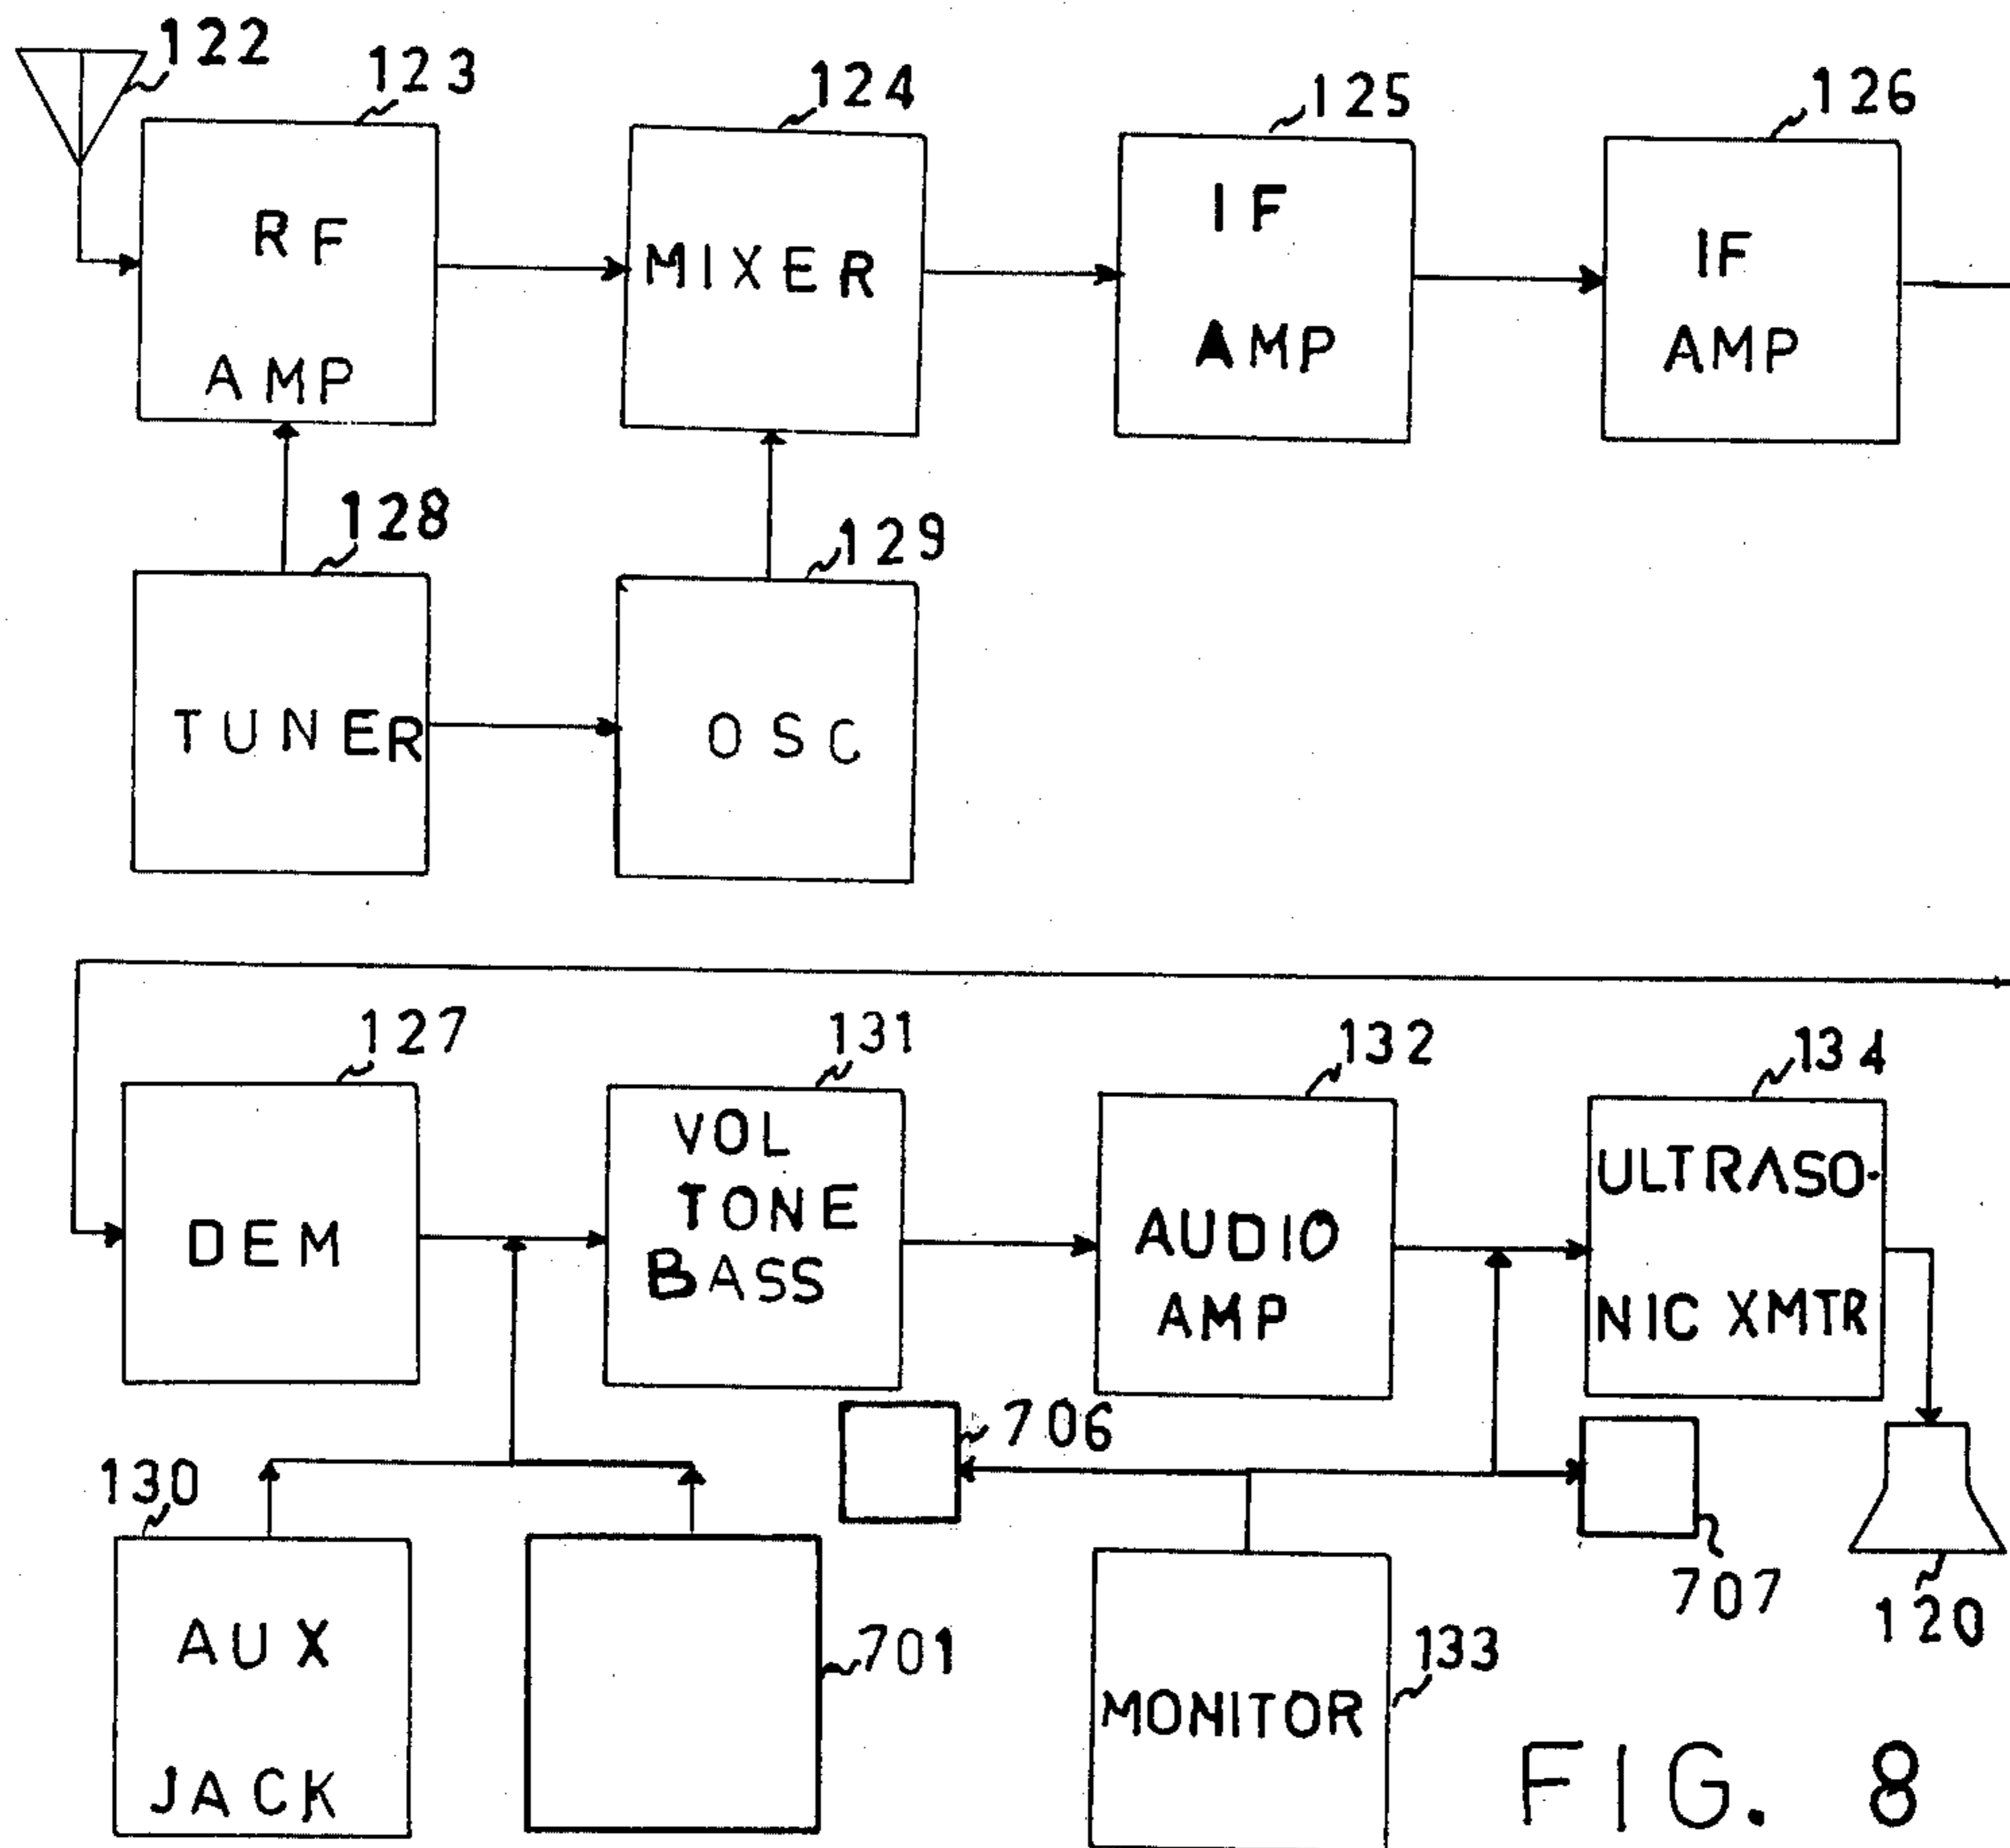 122
123
124
125
126
RF
AMP
MIXER
IF
AMP
IF
AMP
128
129
TUNER
OSC
127
131
132
134
DEM
VOL
TONE
BASS
AUDIO
AMP
ULTRASO-
NIC XMTR
706
130
707
120
AUX
JACK
701
133
MONITOR
FIG. 8